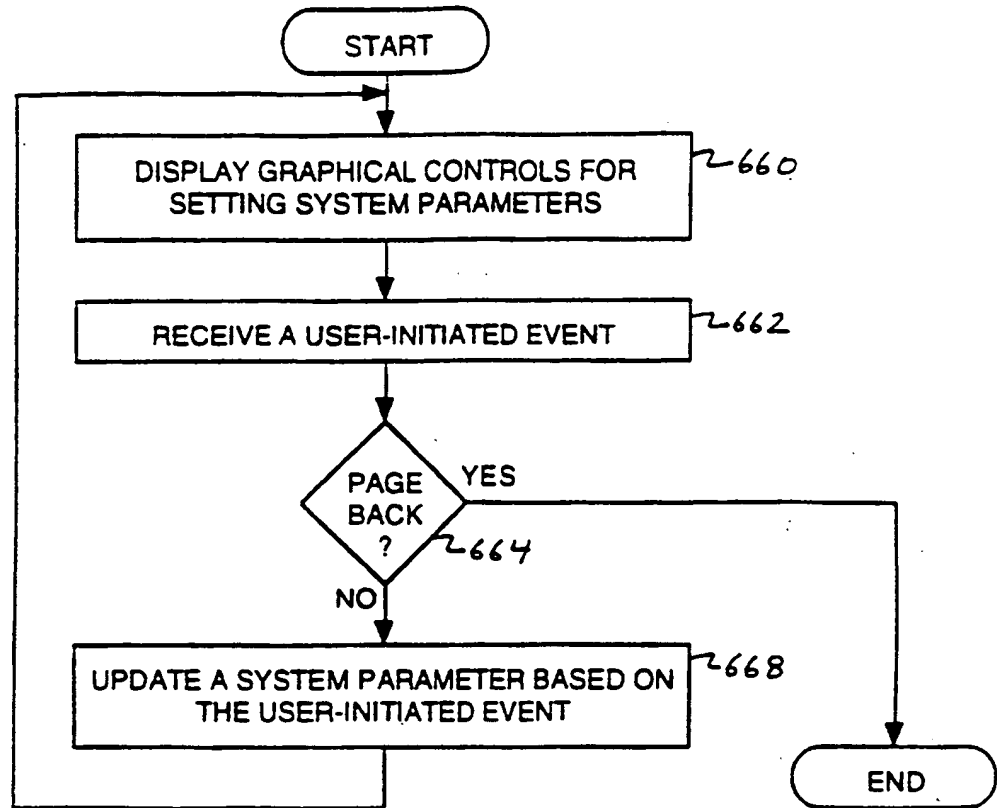 START
DISPLAY GRAPHICAL CONTROLS FOR
SETTING SYSTEM PARAMETERS
660
RECEIVE A USER-INITIATED EVENT
662
PAGE
BACK
?
YES
664
NO
UPDATE A SYSTEM PARAMETER BASED ON
THE USER-INITIATED EVENT
668
END